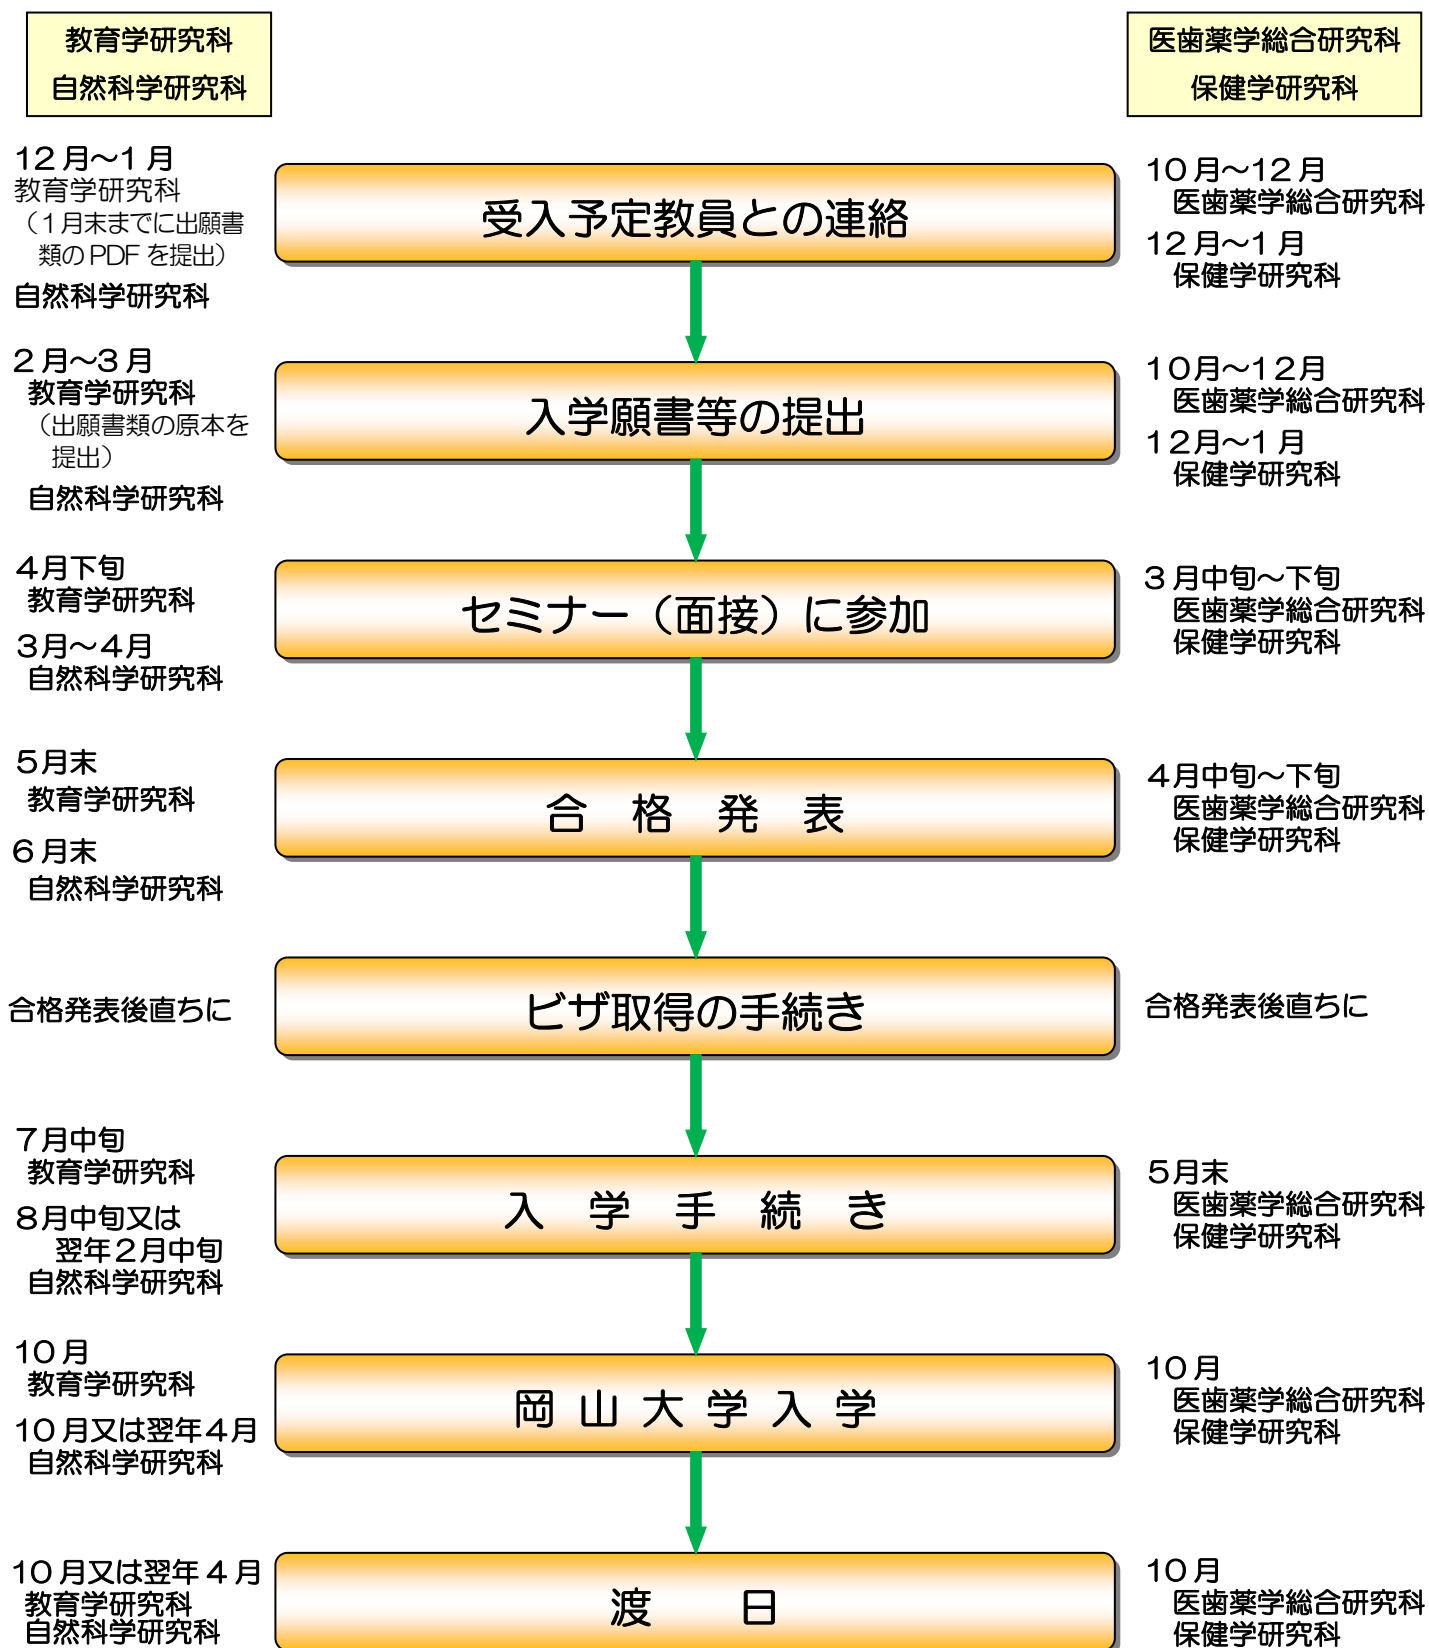 教育学研究科
自然科学研究科
医歯薬学総合研究科
保健学研究科
12月～1月
教育学研究科
（1月末までに出願書
類のPDFを提出）
自然科学研究科
受入予定教員との連絡
10月～12月
医歯薬学総合研究科
12月～1月
保健学研究科
2月～3月
教育学研究科
（出願書類の原本を
提出）
自然科学研究科
入学願書等の提出
10月～12月
医歯薬学総合研究科
12月～1月
保健学研究科
4月下旬
教育学研究科
3月～4月
自然科学研究科
セミナー（面接）に参加
3月中旬～下旬
医歯薬学総合研究科
保健学研究科
5月末
教育学研究科
6月末
自然科学研究科
合　格　発　表
4月中旬～下旬
医歯薬学総合研究科
保健学研究科
合格発表後直ちに
ビザ取得の手続き
合格発表後直ちに
7月中旬
教育学研究科
8月中旬又は
翌年2月中旬
自然科学研究科
入　学　手　続　き
5月末
医歯薬学総合研究科
保健学研究科
10月
教育学研究科
10月又は翌年4月
自然科学研究科
岡 山 大 学 入 学
10月
医歯薬学総合研究科
保健学研究科
10月又は翌年4月
教育学研究科
自然科学研究科
渡　　日
10月
医歯薬学総合研究科
保健学研究科